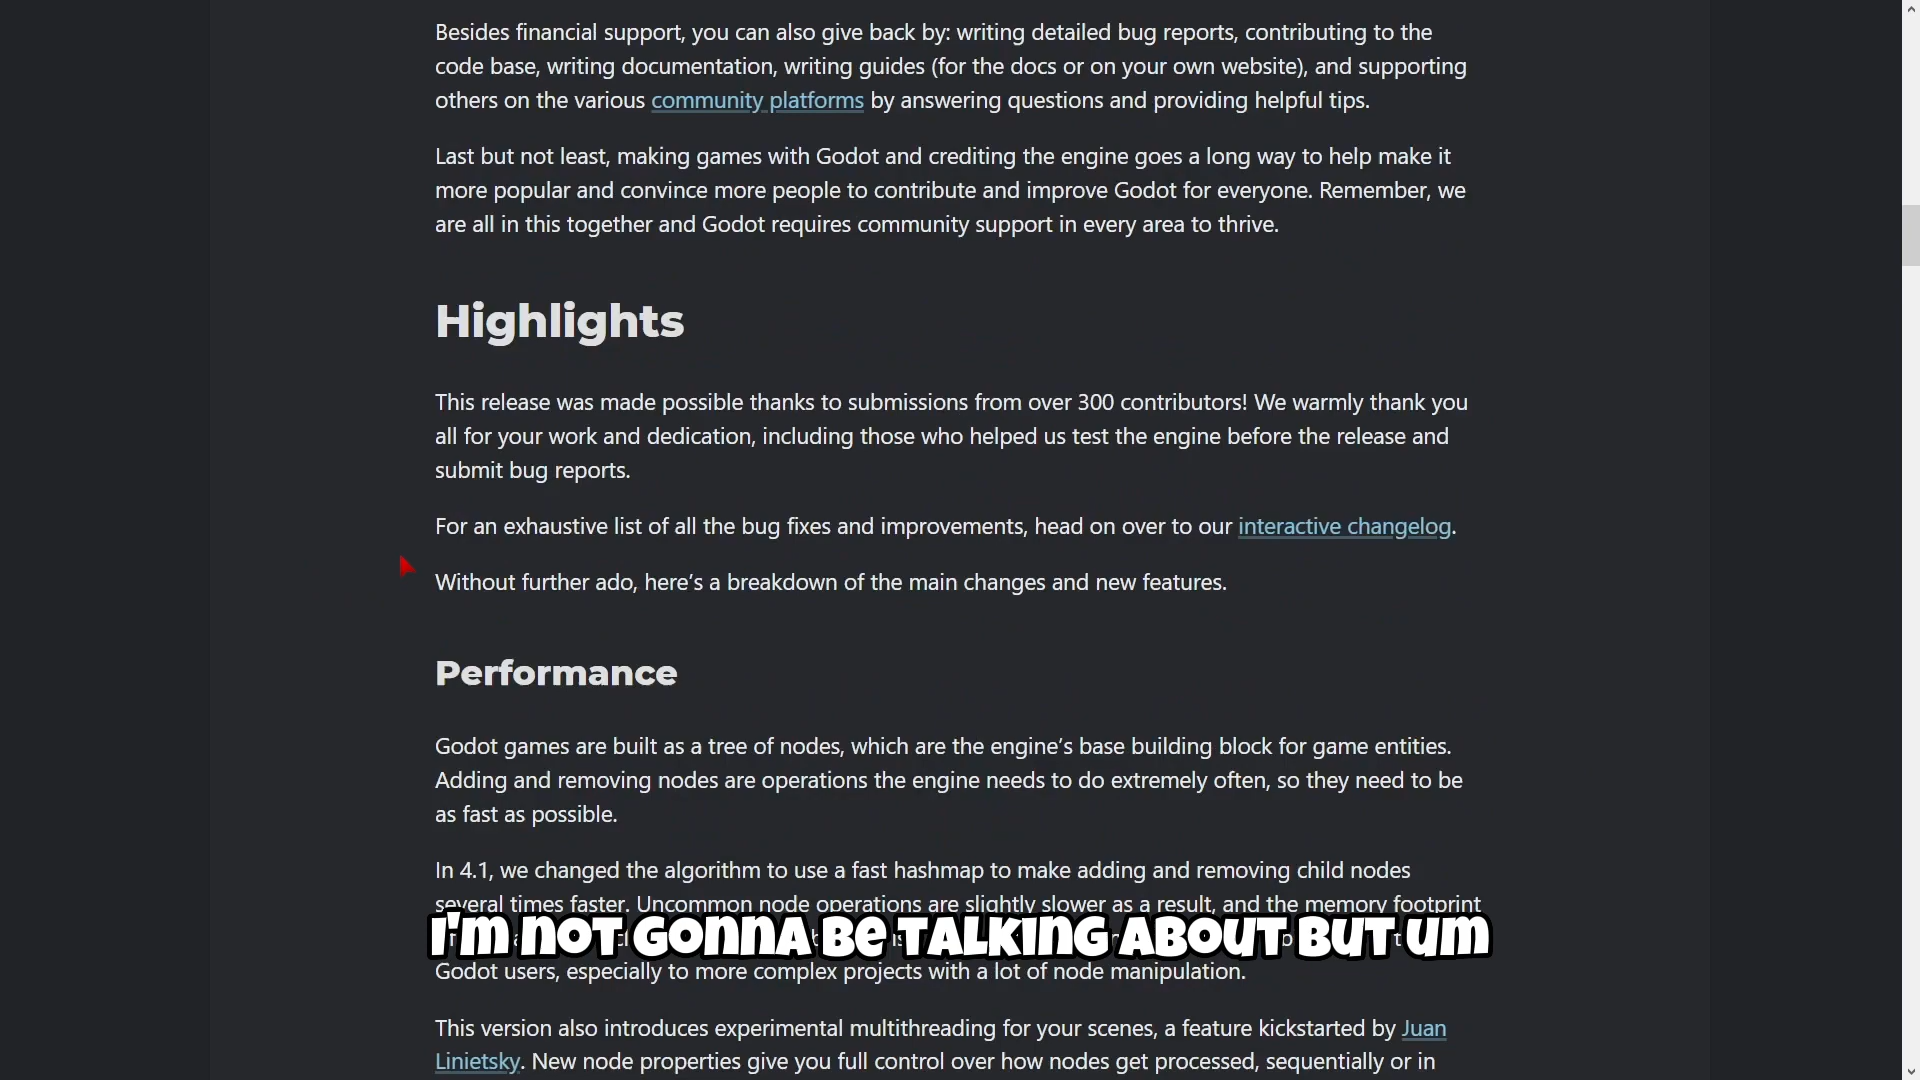 Besides financial support, you can also give back by: writing detailed bug reports, contributing to the
code base, writing documentation, writing guides (for the docs or on your own website), and supporting
others on the various community platforms by answering questions and providing helpful tips.
Last but not least, making games with Godot and crediting the engine goes a long way to help make it
more popular and convince more people to contribute and improve Godot for everyone. Remember, we
are all in this together and Godot requires community support in every area to thrive.
Highlights
This release was made possible thanks to submissions from over 300 contributors! We warmly thank you
all for your work and dedication, including those who helped us test the engine before the release and
submit bug reports.
For an exhaustive list of all the bug fixes and improvements, head on over to our interactive changelog.
Without further ado, here's a breakdown of the main changes and new features.
Performance
Godot games are built as a tree of nodes, which are the engine's base building block for game entities.
Adding and removing nodes are operations the engine needs to do extremely often, so they need to be
as fast as possible.
In 4.1, we changed the algorithm to use a fast hashmap to make adding and removing child nodes
several times faster. Uncommon node operations are slightly slower as a result, and the memory footprint
I'm not gonna be talking about but um
Godot users, especially to more complex projects with a lot of node manipulation.
This version also introduces experimental multithreading for your scenes, a feature kickstarted by Juan
Linietsky. New node properties give you full control over how nodes get processed, sequentially or in